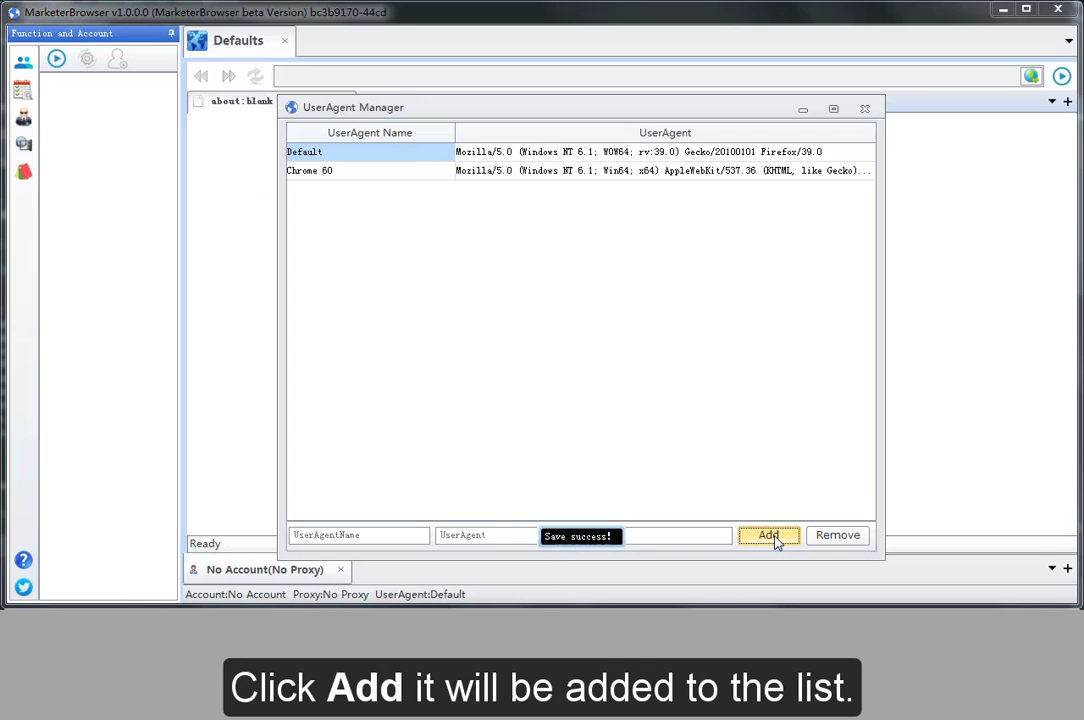 MarketerBrowser v1.0.0.0 (MarketerBrowser beta Version) bc3b9170-44cd
Function and Account
Defaults
about:blank
UserAgent Manager
UserAgent Name UserAgent
Default Mozilla/5.0 (Windows NT 6.1; WOW64; rv:39.0) Gecko/20100101 Firefox/39.0
Chrome 60 Mozilla/5.0 (Windows NT 6.1; Win64; x64) AppleWebKit/537.36 (KHTML, like Gecko)...
UserAgentName UserAgent Save success! Add Remove
Ready
No Account(No Proxy)
Account:No Account Proxy:No Proxy UserAgent:Default
Click Add it will be added to the list.